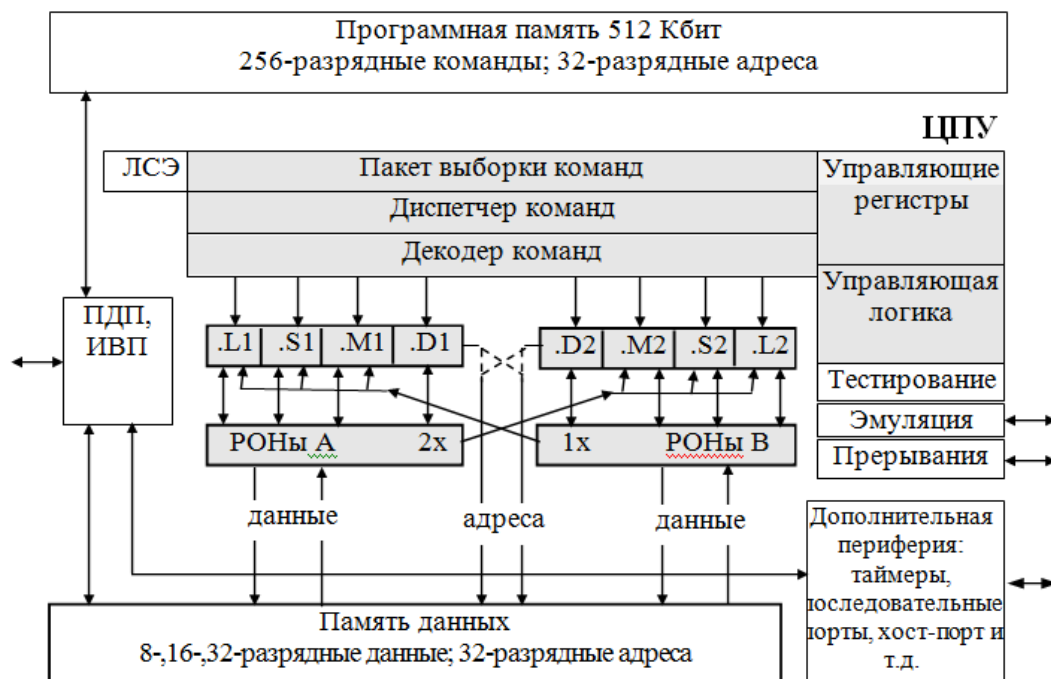 Программная память 512 Кбит
256-разрядные команды; 32-разрядные адреса
ЦПУ
ЛСЭ
Пакет выборки команд
Управляющие
регистры
Диспетчер команд
Декодер команд
Управляющая
логика
ПДП,
ИВП
.L1 .S1 .M1 .D1
.D2 .M2 .S2 .L2
Тестирование
Эмуляция
Прерывания
РОНы А 2x
1x РОНы В
данные
адреса
данные
Дополнительная
периферия:
таймеры,
последовательные
порты, хост-порт и
т.д.
Память данных
8-,16-,32-разрядные данные; 32-разрядные адреса